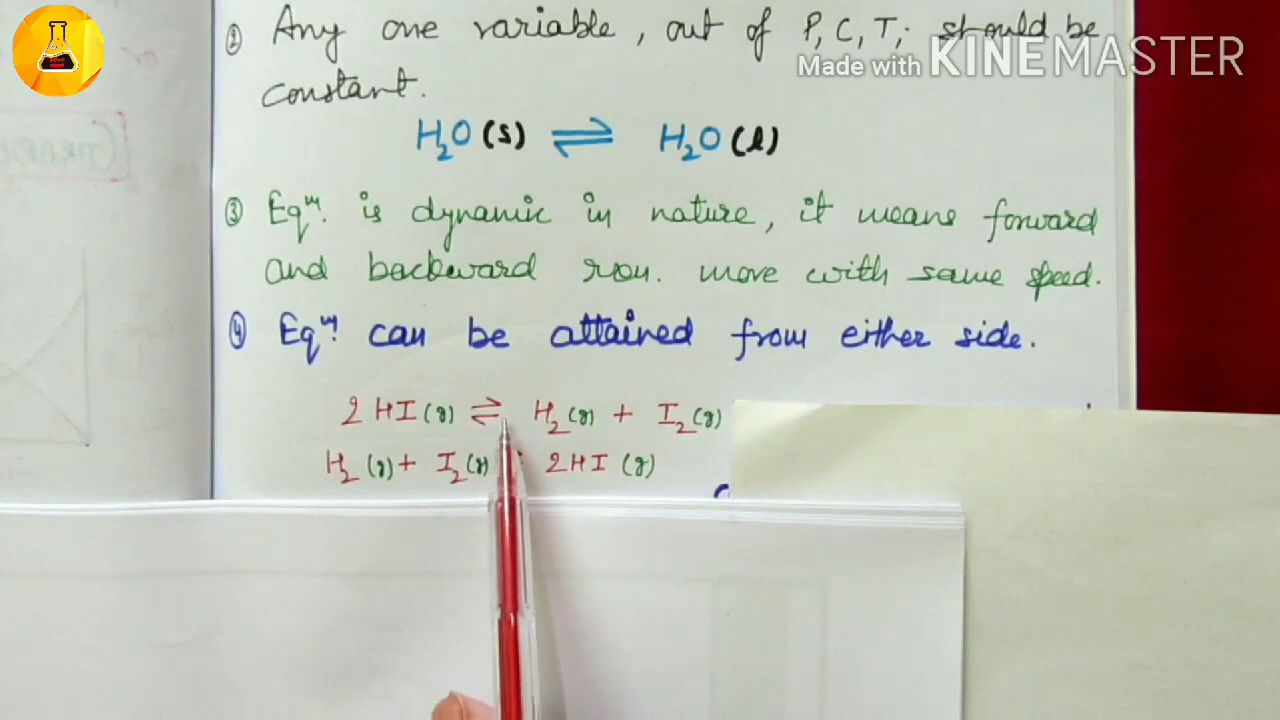 ② Any one variable, out of P, C, T; should be
constant.
Made with KINEMASTER
H₂O (s) ⇌ H₂O (l)
③ Eqᵐ. is dynamic in nature, it means forward
and backward rxn. move with same speed.
④ Eqᵐ. can be attained from either side.
2 HI (g) ⇌ H₂ (g) + I₂ (g)
H₂ (g) + I₂ (g) 2HI (g)